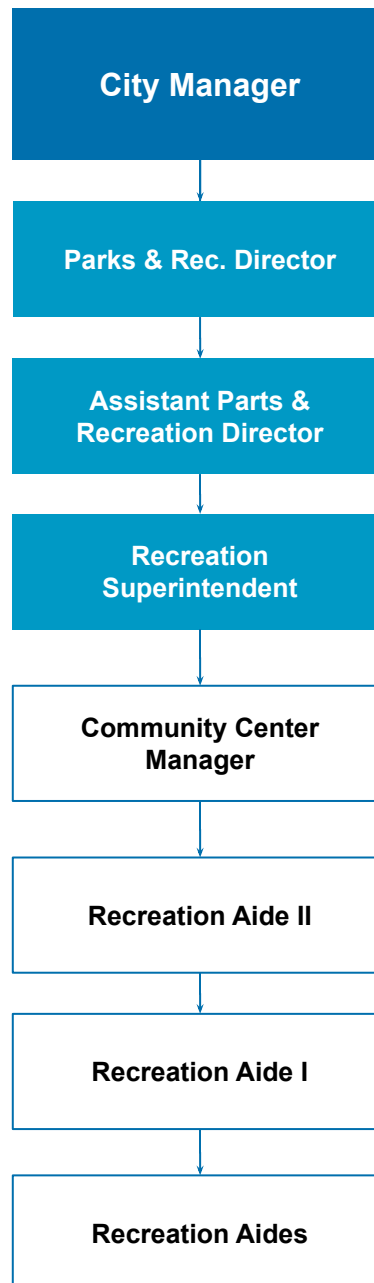 City Manager
Parks & Rec. Director
Assistant Parts &
Recreation Director
Recreation
Superintendent
Community Center
Manager
Recreation Aide II
Recreation Aide I
Recreation Aides